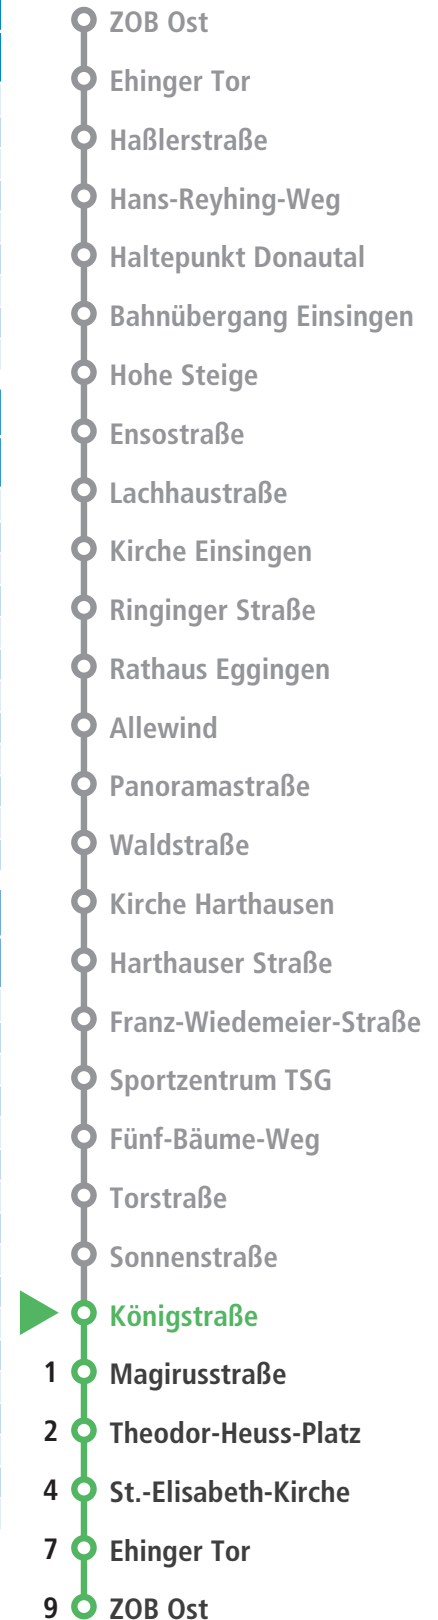 ZOB Ost
Ehinger Tor
Haßlerstraße
Hans-Reyhing-Weg
Haltepunkt Donautal
Bahnübergang Einsingen
Hohe Steige
Ensostraße
Lachhaustraße
Kirche Einsingen
Ringinger Straße
Rathaus Eggingen
Allewind
Panoramastraße
Waldstraße
Kirche Harthausen
Harthauser Straße
Franz-Wiedemeier-Straße
Sportzentrum TSG
Fünf-Bäume-Weg
Torstraße
Sonnenstraße
Königstraße
1 Magirusstraße
2 Theodor-Heuss-Platz
4 St.-Elisabeth-Kirche
7 Ehinger Tor
9 ZOB Ost